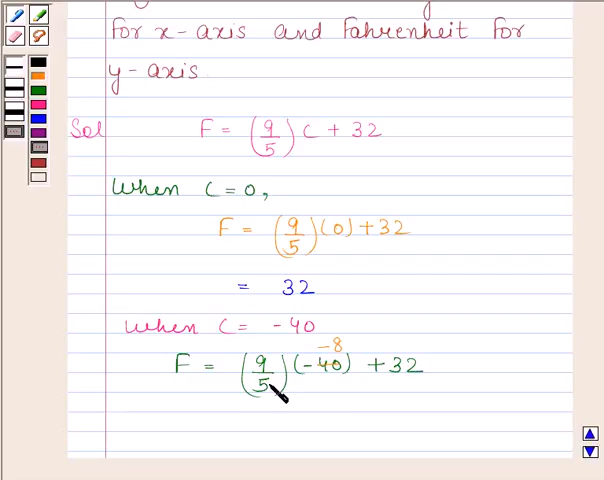 for x-axis and Fahrenheit for
y-axis
Sol F = (9/5) C + 32
When C = 0,
F = (9/5) (0) + 32
= 32
When C = -40
-8
F = (9/5) (-40) + 32